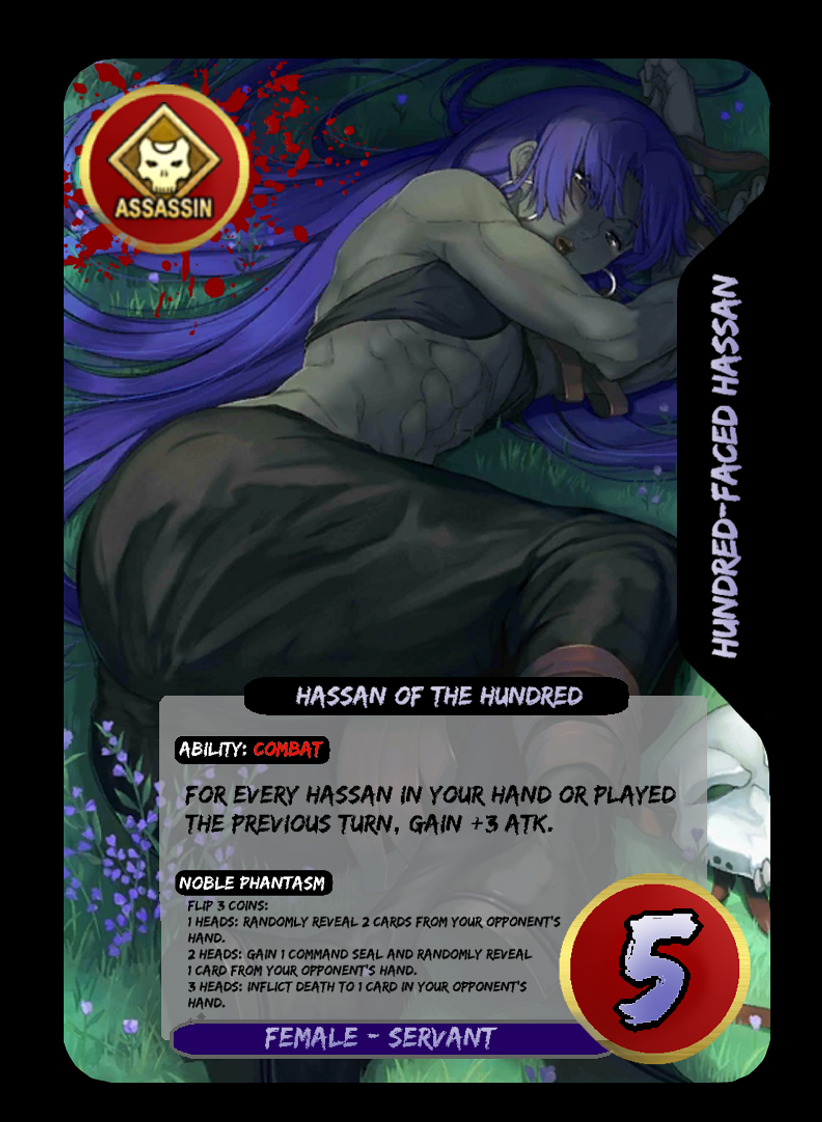 ASSASSIN
HUNDRED-FACED HASSAN
HASSAN OF THE HUNDRED
ABILITY: COMBAT
FOR EVERY HASSAN IN YOUR HAND OR PLAYED
THE PREVIOUS TURN, GAIN +3 ATK.
NOBLE PHANTASM
FLIP 3 COINS:
1 HEADS: RANDOMLY REVEAL 2 CARDS FROM YOUR OPPONENT'S
HAND.
2 HEADS: GAIN 1 COMMAND SEAL AND RANDOMLY REVEAL
1 CARD FROM YOUR OPPONENT'S HAND.
3 HEADS: INFLICT DEATH TO 1 CARD IN YOUR OPPONENT'S
HAND.
5
FEMALE - SERVANT